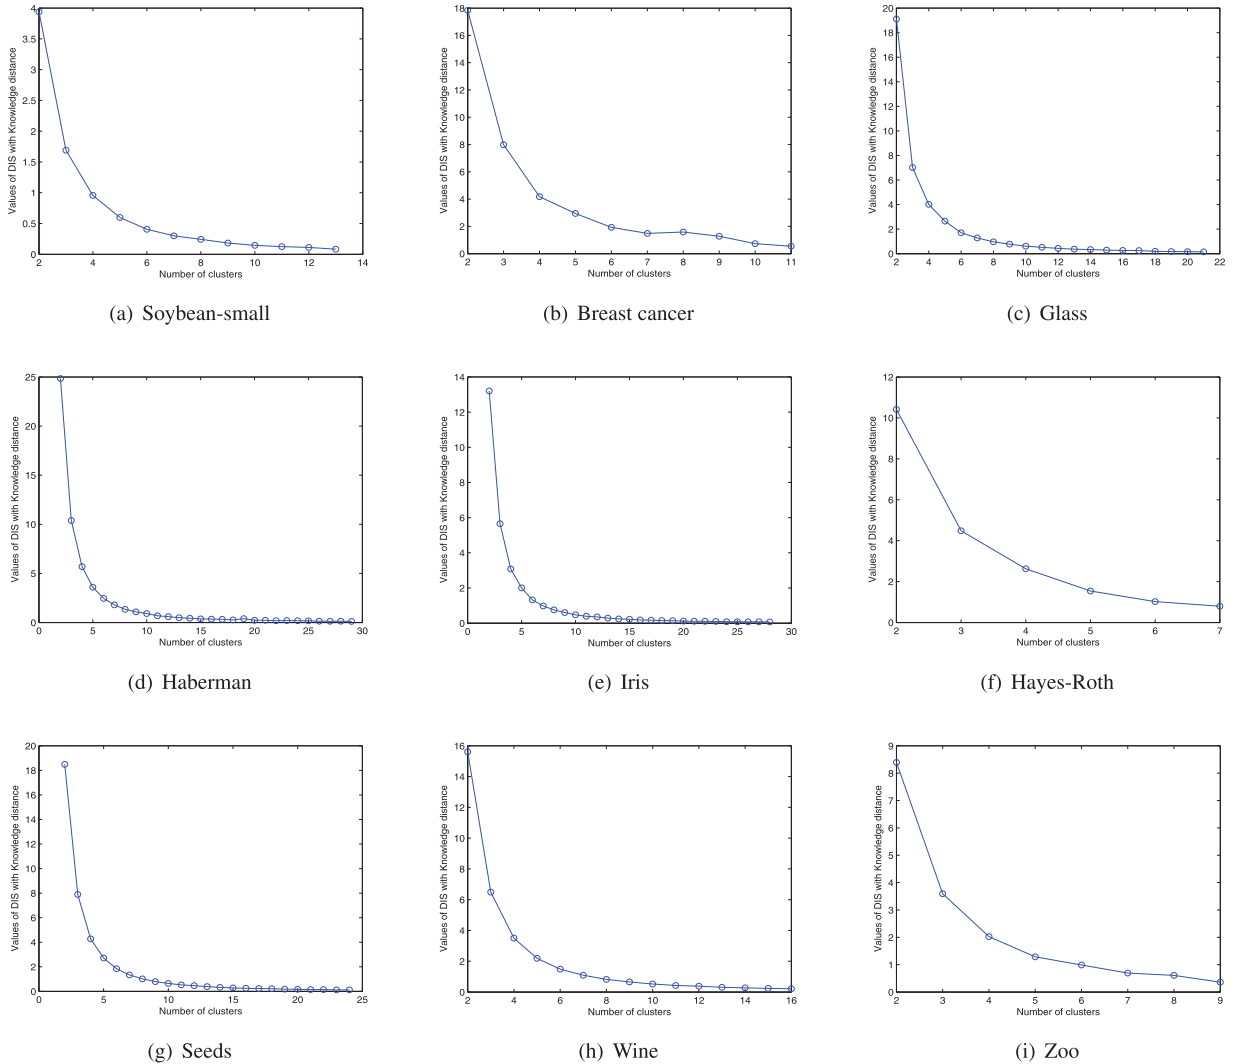 4
3.5
3
2.5
2
1.5
1
0.5
0
2 4 6 8 10 12 14
Values of DIS with Knowledge distance
Number of clusters
(a) Soybean-small
18
16
14
12
10
8
6
4
2
0
2 3 4 5 6 7 8 9 10 11
Values of DIS with Knowledge distance
Number of clusters
(b) Breast cancer
20
18
16
14
12
10
8
6
4
2
0
2 4 6 8 10 12 14 16 18 20 22
Values of DIS with Knowledge distance
Number of clusters
(c) Glass
25
20
15
10
5
0
0 5 10 15 20 25 30
Values of DIS with Knowledge distance
Number of clusters
(d) Haberman
14
12
10
8
6
4
2
0
0 5 10 15 20 25 30
Values of DIS with Knowledge distance
Number of clusters
(e) Iris
12
10
8
6
4
2
0
2 3 4 5 6 7
Values of DIS with Knowledge distance
Number of clusters
(f) Hayes-Roth
20
18
16
14
12
10
8
6
4
2
0
0 5 10 15 20 25
Values of DIS with Knowledge distance
Number of clusters
(g) Seeds
16
14
12
10
8
6
4
2
0
2 4 6 8 10 12 14 16
Values of DIS with Knowledge distance
Number of clusters
(h) Wine
9
8
7
6
5
4
3
2
1
0
2 3 4 5 6 7 8 9
Values of DIS with Knowledge distance
Number of clusters
(i) Zoo